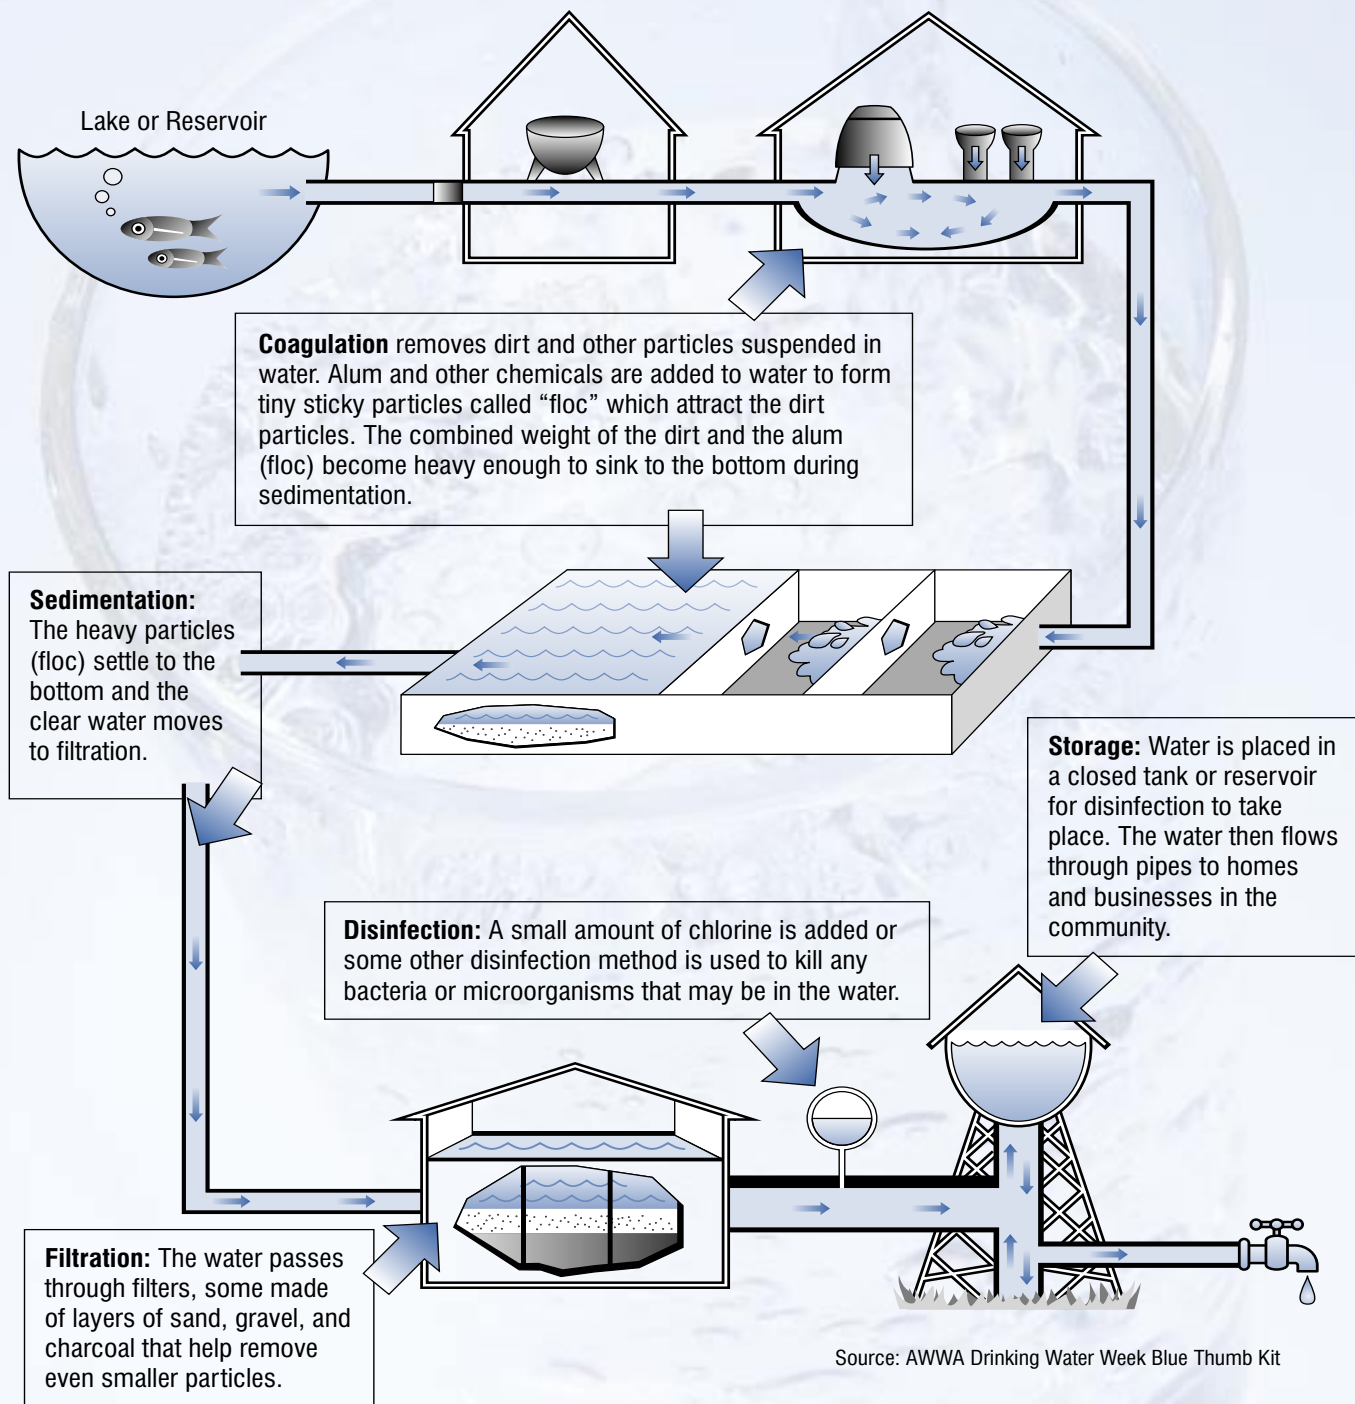 Lake or Reservoir
Coagulation removes dirt and other particles suspended in
water. Alum and other chemicals are added to water to form
tiny sticky particles called “floc” which attract the dirt
particles. The combined weight of the dirt and the alum
(floc) become heavy enough to sink to the bottom during
sedimentation.
Sedimentation:
The heavy particles
(floc) settle to the
bottom and the
clear water moves
to filtration.
Storage: Water is placed in
a closed tank or reservoir
for disinfection to take
place. The water then flows
through pipes to homes
and businesses in the
community.
Disinfection: A small amount of chlorine is added or
some other disinfection method is used to kill any
bacteria or microorganisms that may be in the water.
Filtration: The water passes
through filters, some made
of layers of sand, gravel, and
charcoal that help remove
even smaller particles.
Source: AWWA Drinking Water Week Blue Thumb Kit